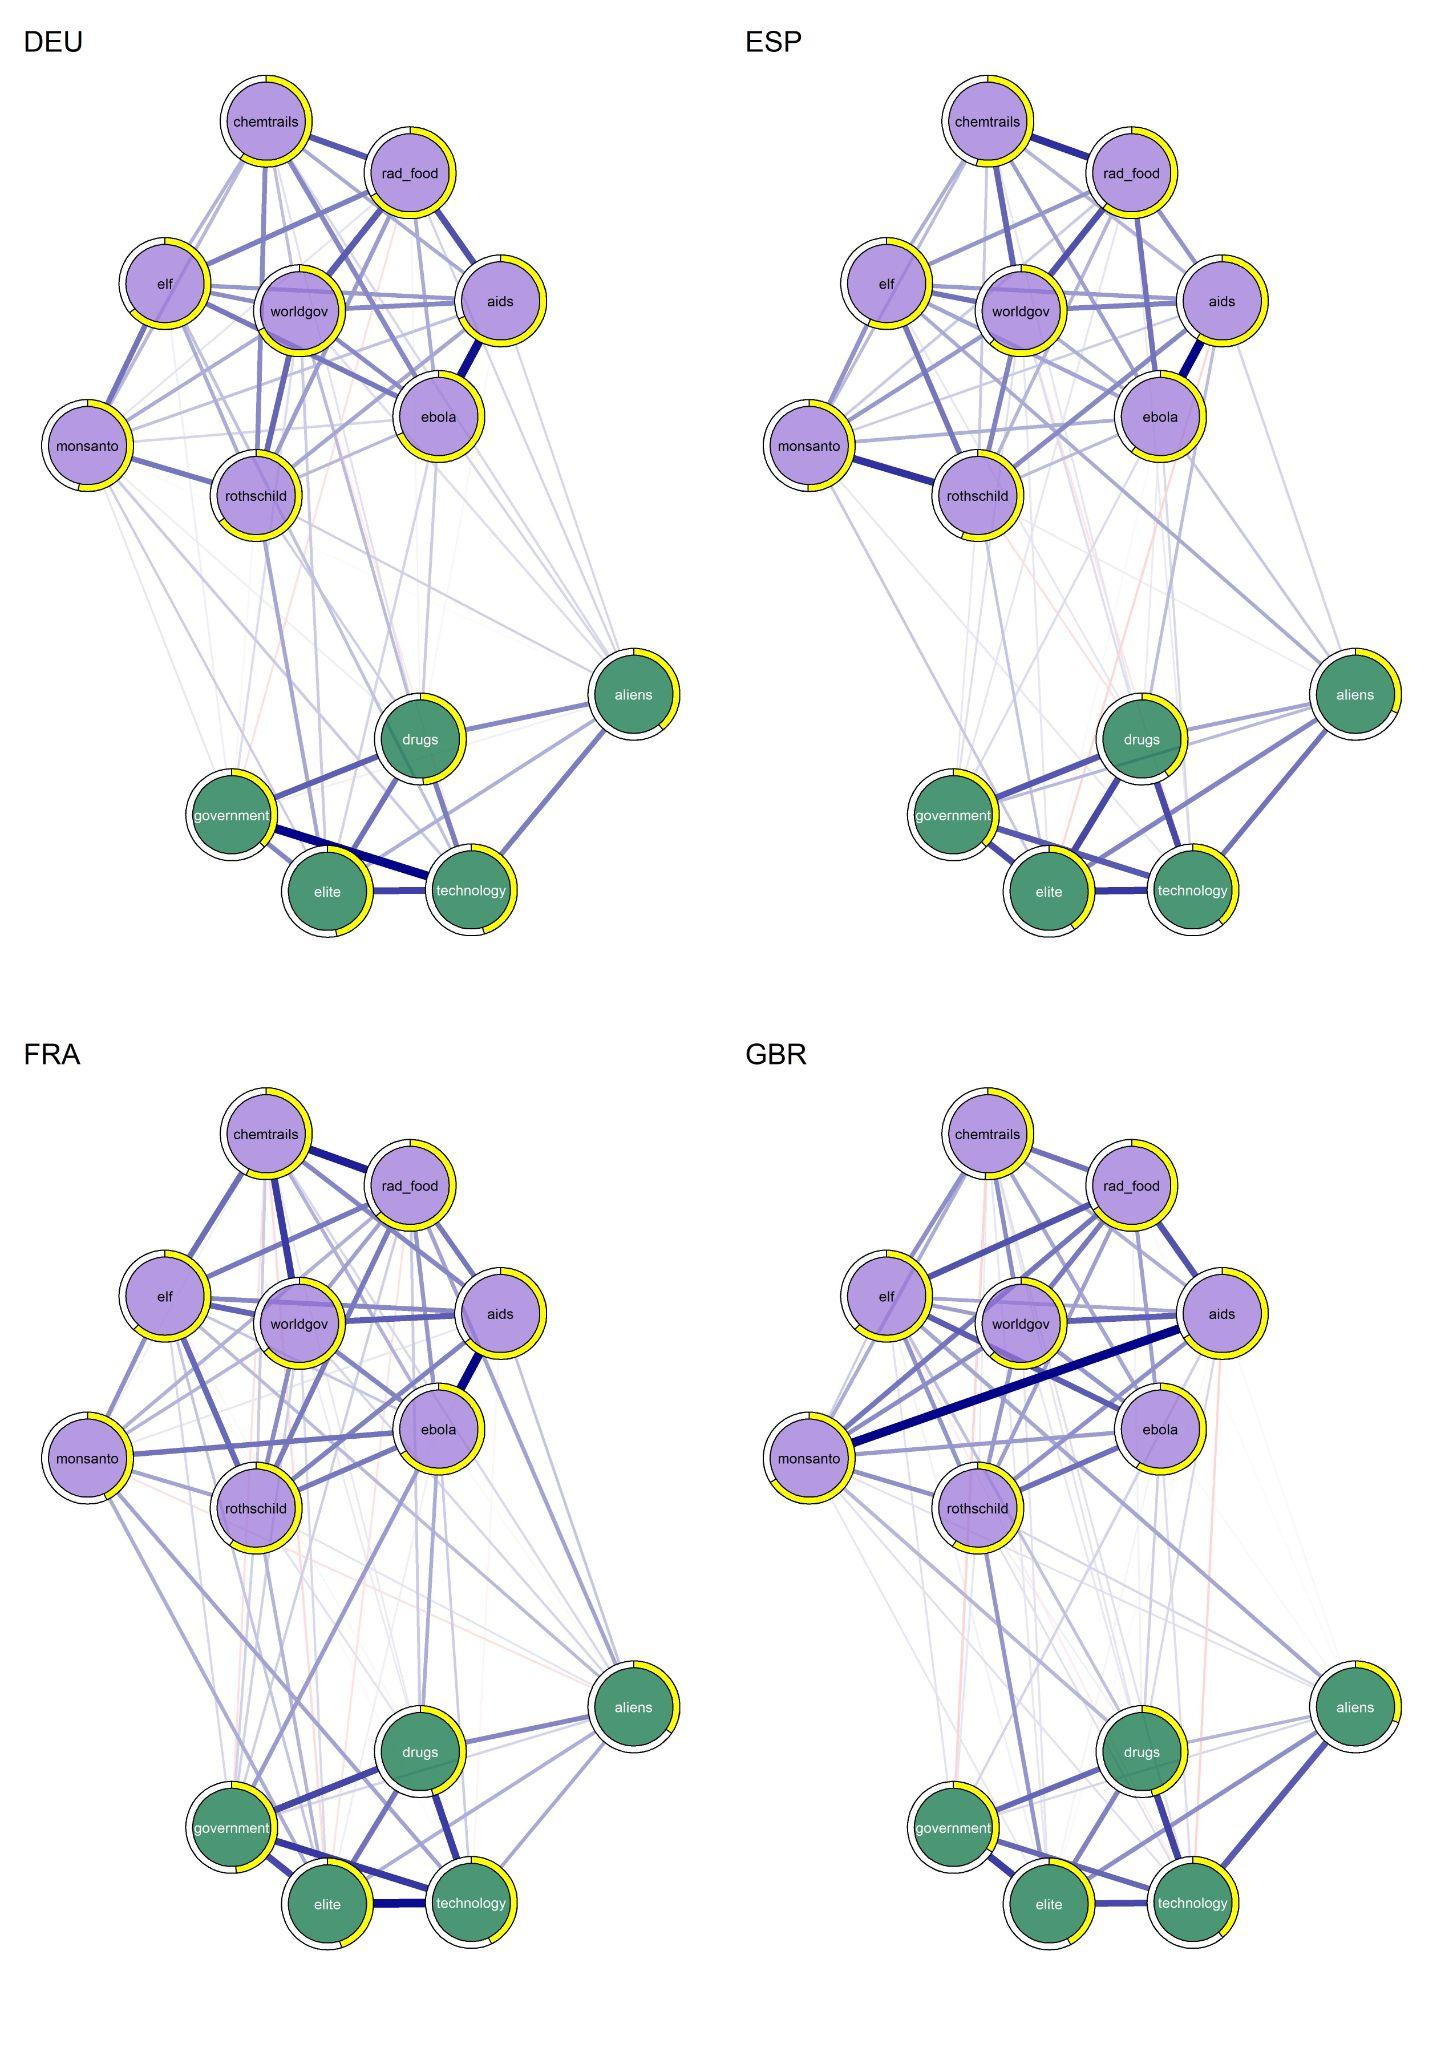 DEU
ESP
chemtrails
rad_food
elf
worldgov
aids
ebola
monsanto
rothschild
aliens
drugs
government
elite
technology
chemtrails
rad_food
elf
worldgov
aids
ebola
monsanto
rothschild
aliens
drugs
government
elite
technology
FRA
GBR
chemtrails
rad_food
elf
worldgov
aids
ebola
monsanto
rothschild
aliens
drugs
government
elite
technology
chemtrails
rad_food
elf
worldgov
aids
ebola
monsanto
rothschild
aliens
drugs
government
elite
technology